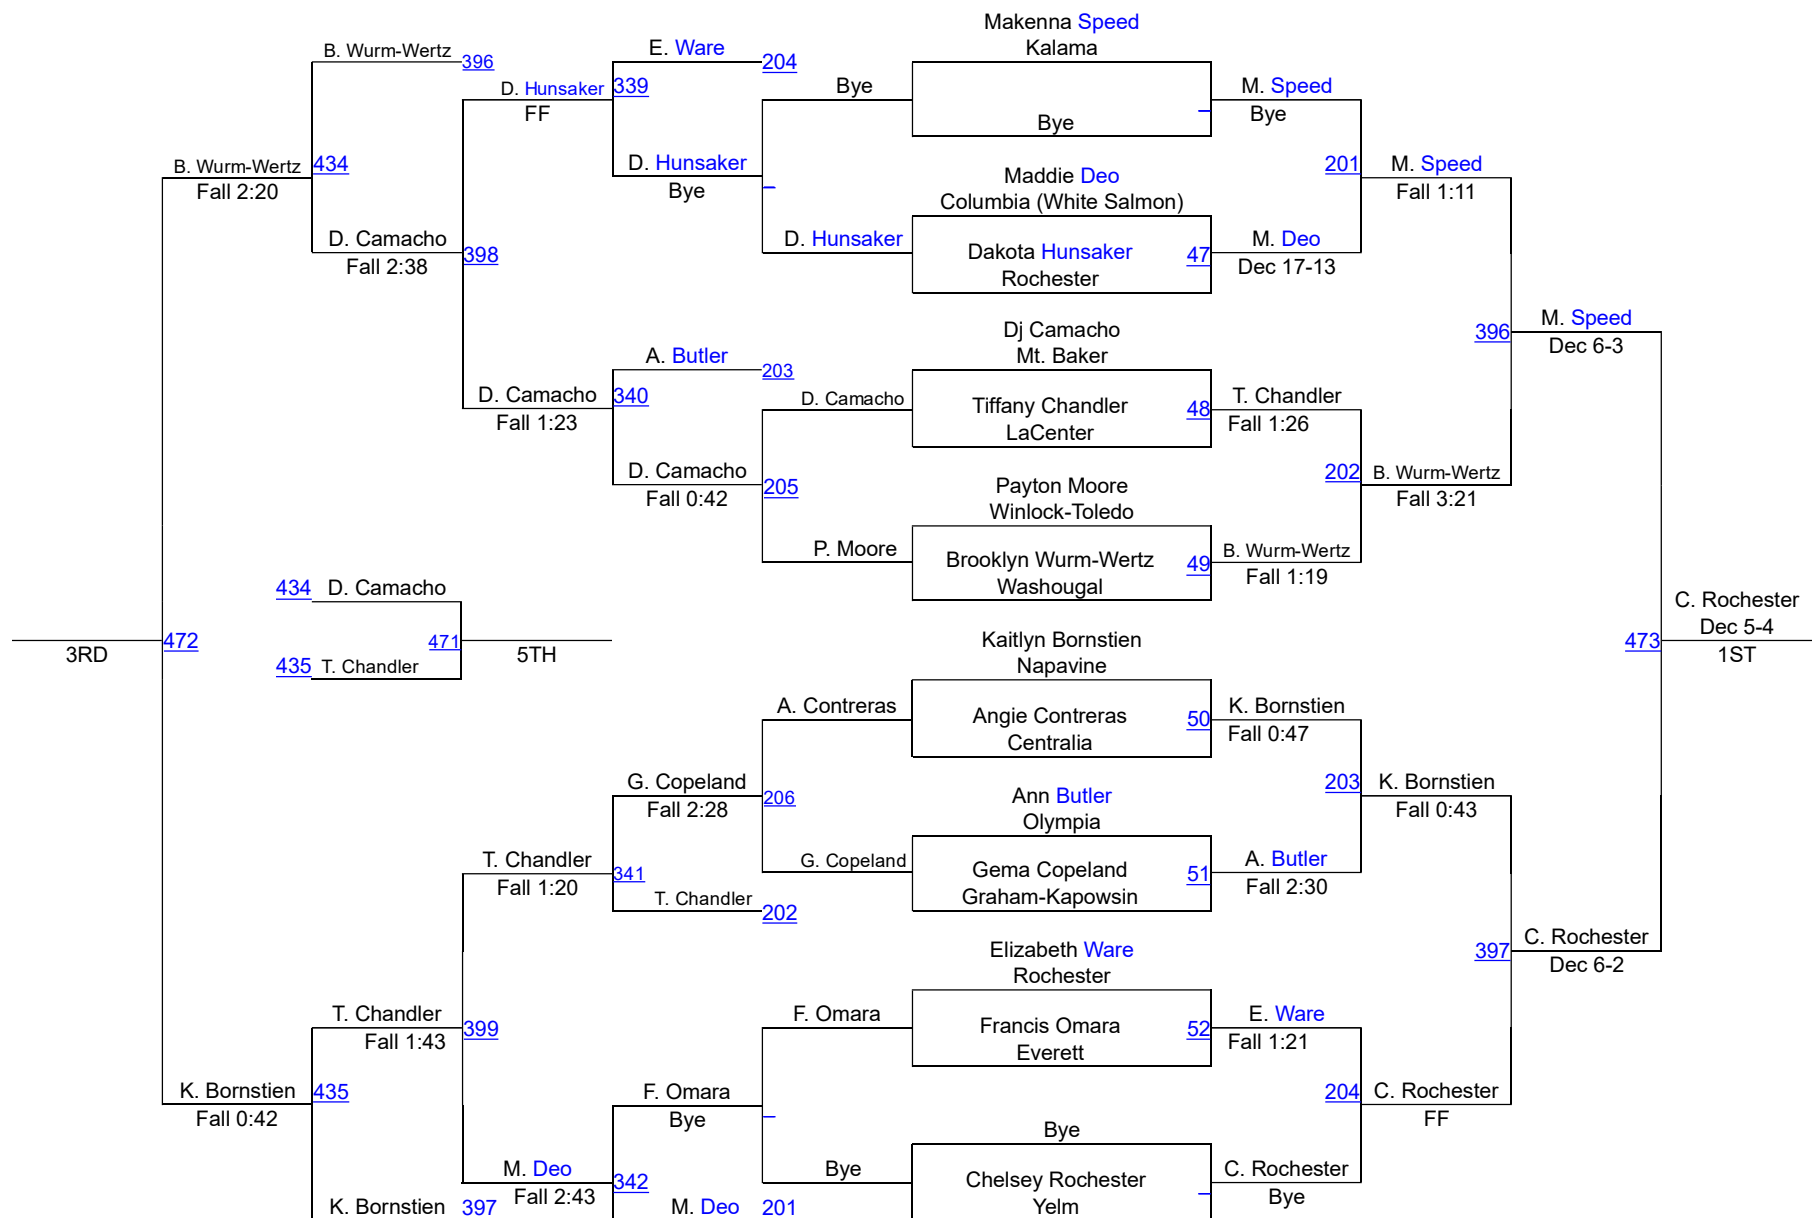 Makenna Speed
Kalama
B. Wurm-Wertz
396
E. Ware
204
D. Hunsaker
339
FF
Bye
Bye
M. Speed
Bye
B. Wurm-Wertz
434
Fall 2:20
D. Hunsaker
Bye
Maddie Deo
Columbia (White Salmon)
201
M. Speed
Fall 1:11
D. Camacho
398
Fall 2:38
D. Hunsaker
Dakota Hunsaker
Rochester
47
M. Deo
Dec 17-13
Dj Camacho
Mt. Baker
396
M. Speed
Dec 6-3
A. Butler
203
D. Camacho
340
Fall 1:23
D. Camacho
Tiffany Chandler
LaCenter
48
T. Chandler
Fall 1:26
D. Camacho
205
Fall 0:42
Payton Moore
Winlock-Toledo
202
B. Wurm-Wertz
Fall 3:21
P. Moore
Brooklyn Wurm-Wertz
Washougal
49
B. Wurm-Wertz
Fall 1:19
434
D. Camacho
C. Rochester
Dec 5-4
3RD
472
471
5TH
473
1ST
435
T. Chandler
Kaitlyn Bornstien
Napavine
A. Contreras
Angie Contreras
Centralia
50
K. Bornstien
Fall 0:47
G. Copeland
206
Fall 2:28
Ann Butler
Olympia
203
K. Bornstien
Fall 0:43
T. Chandler
341
Fall 1:20
G. Copeland
Gema Copeland
Graham-Kapowsin
51
A. Butler
Fall 2:30
T. Chandler
202
Elizabeth Ware
Rochester
397
C. Rochester
Dec 6-2
T. Chandler
399
Fall 1:43
F. Omara
Francis Omara
Everett
52
E. Ware
Fall 1:21
K. Bornstien
435
Fall 0:42
F. Omara
Bye
Bye
204
C. Rochester
FF
M. Deo
342
Fall 2:43
Bye
Chelsey Rochester
Yelm
C. Rochester
Bye
K. Bornstien
397
M. Deo
201